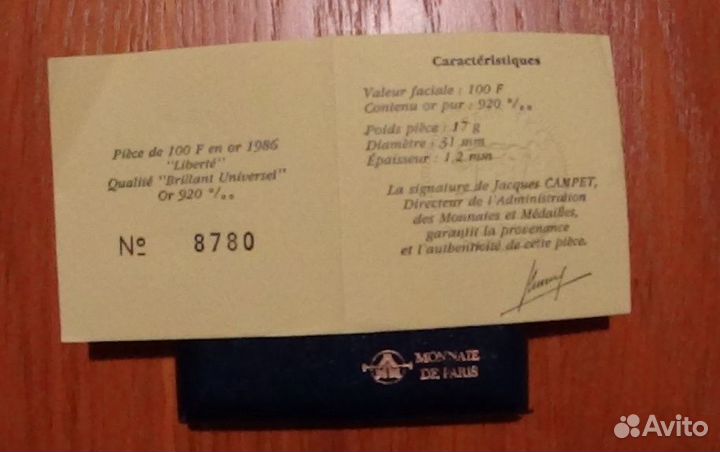 Pièce de 100 F en or 1986
"Liberté"
Qualité "Brillant Universel"
Or 920 °/₀₀
Nº 8780
Caractéristiques
Valeur faciale : 100 F
Contenu or pur : 920 °/₀₀
Poids pièce : 17 g
Diamètre : 31 mm
Épaisseur : 1,2 mm
La signature de Jacques CAMPET,
Directeur de l'Administration
des Monnaies et Médailles,
garantit la provenance
et l'authenticité de cette pièce.
MONNAIE
DE PARIS
Avito